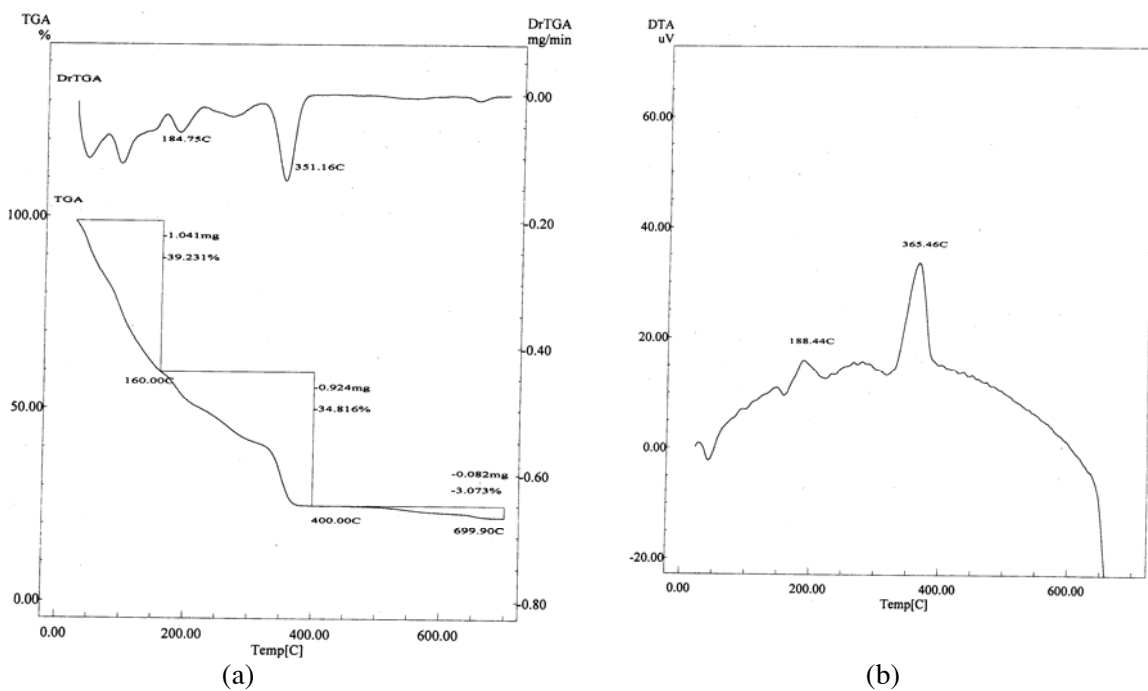 TGA
%
DrTGA
mg/min
DrTGA
0.00
184.75C
351.16C
TGA
100.00
-0.20
-1.041mg
-39.231%
-0.40
160.00C
-0.924mg
50.00
-34.816%
-0.082mg
-0.60
-3.073%
400.00C
699.90C
0.00
-0.80
0.00
200.00
400.00
600.00
Temp[C]
(a)
DTA
uV
60.00
40.00
365.46C
20.00
188.44C
0.00
-20.00
0.00
200.00
400.00
600.00
Temp[C]
(b)